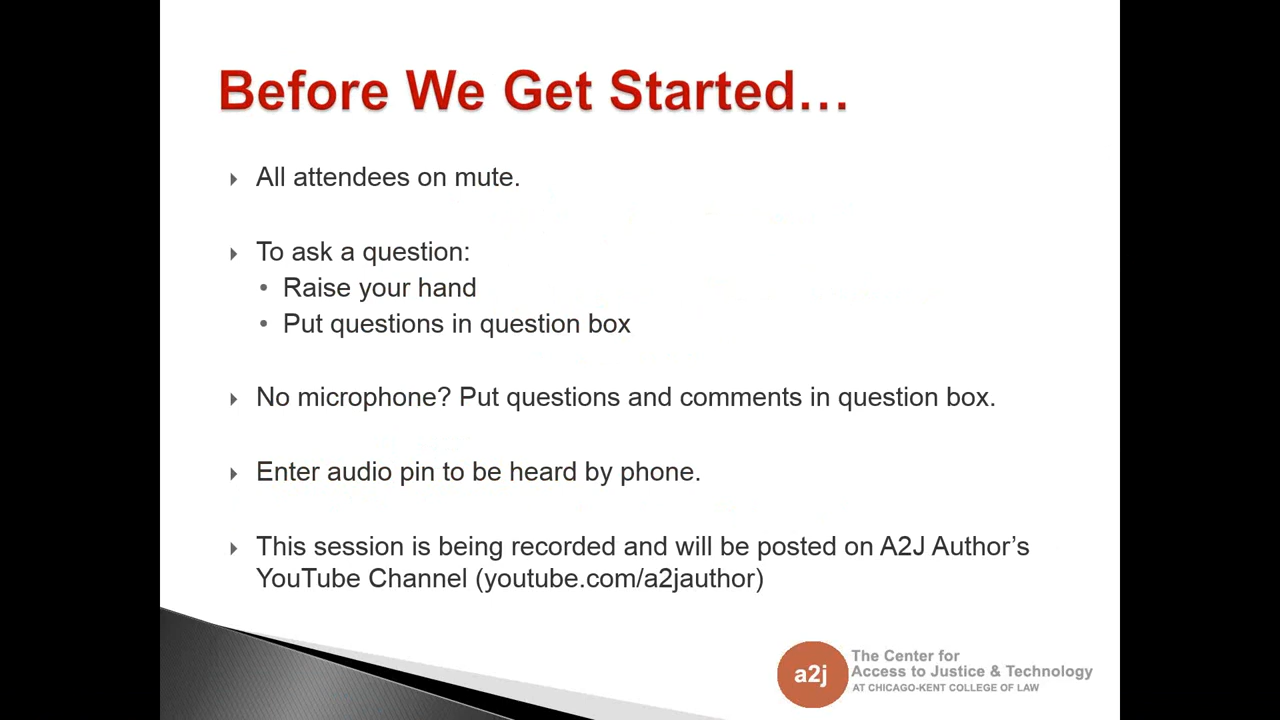 Before We Get Started…
All attendees on mute.
To ask a question:
Raise your hand
Put questions in question box
No microphone? Put questions and comments in question box.
Enter audio pin to be heard by phone.
This session is being recorded and will be posted on A2J Author’s
YouTube Channel (youtube.com/a2jauthor)
a2j
The Center for
Access to Justice & Technology
AT CHICAGO-KENT COLLEGE OF LAW